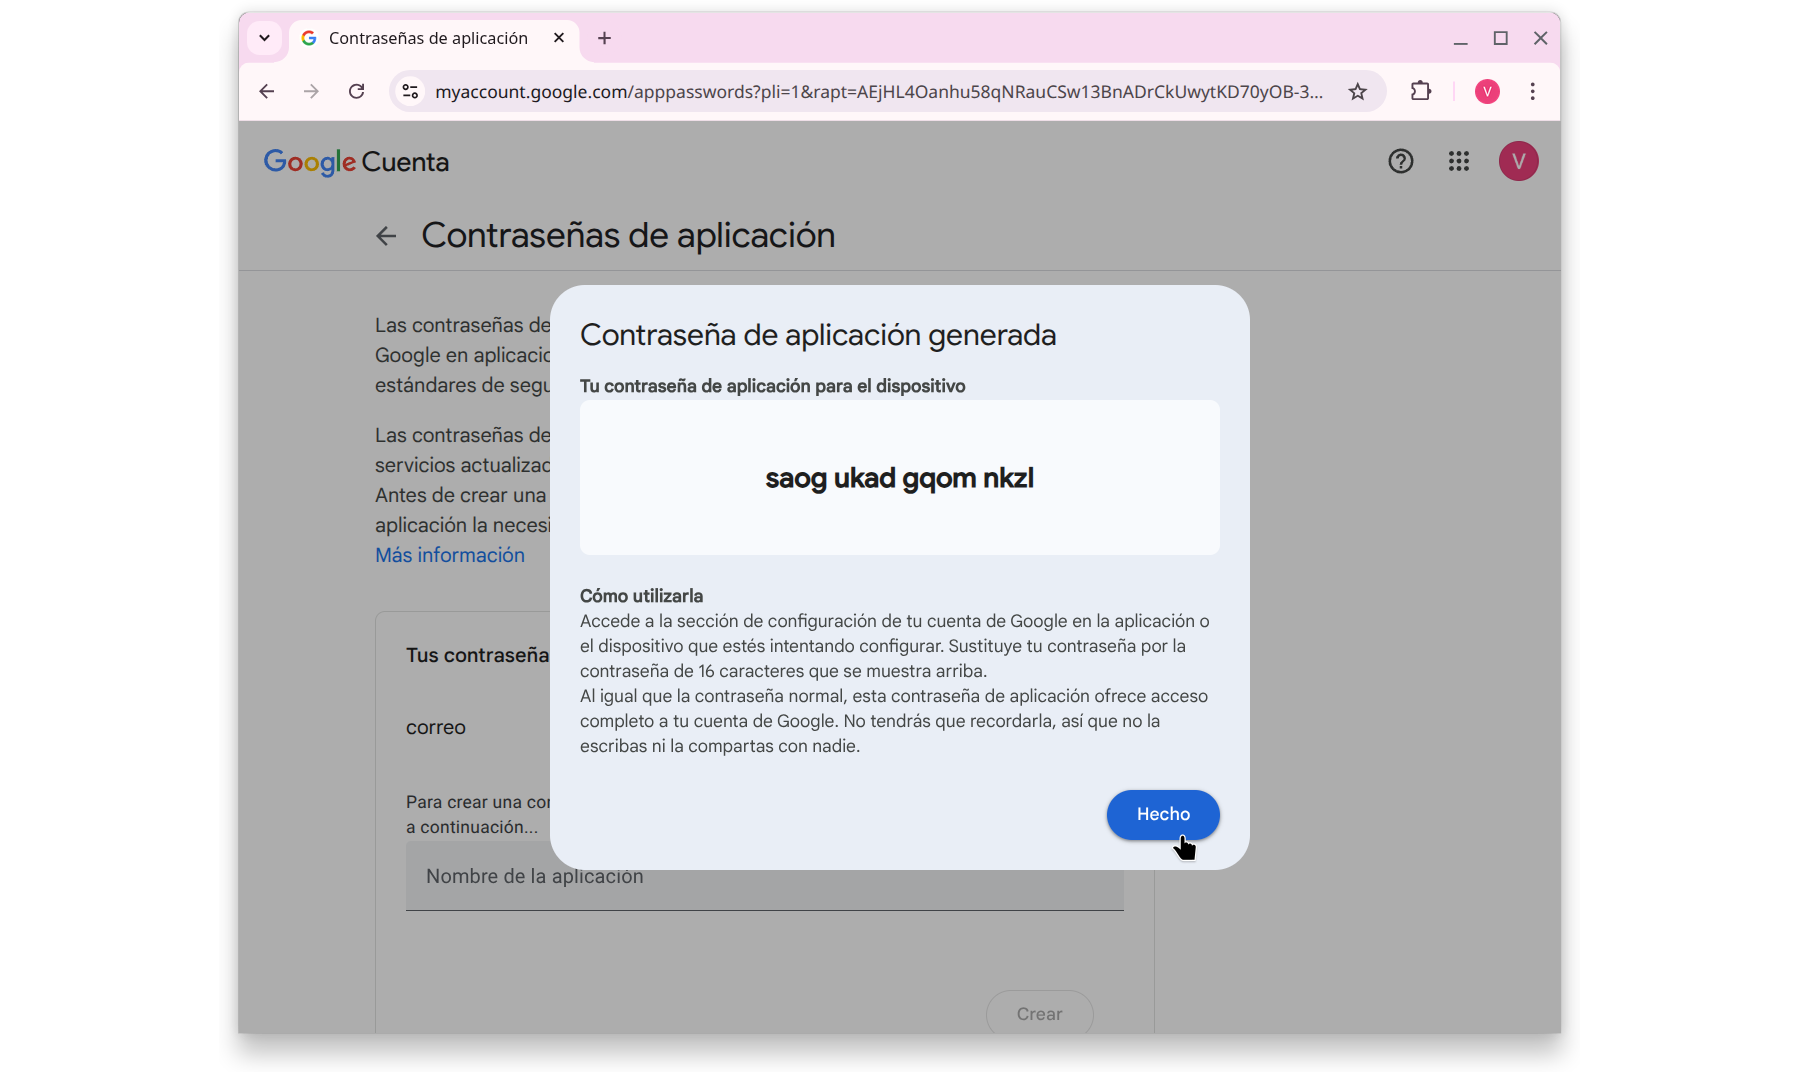 Contraseñas de aplicación
myaccount.google.com/apppasswords?pli=1&rapt=AEjHL4Oanhu58qNRauCSw13BnADrCkUwytKD70yOB-3...
V
Google Cuenta
V
Contraseñas de aplicación
Las contraseñas de
Google en aplicacio
estándares de segu
Las contraseñas de
servicios actualizac
Antes de crear una
aplicación la necesi
Más información
Tus contraseña
correo
Para crear una con
a continuación...
Nombre de la aplicación
Crear
Contraseña de aplicación generada
Tu contraseña de aplicación para el dispositivo
saog ukad gqom nkzl
Cómo utilizarla
Accede a la sección de configuración de tu cuenta de Google en la aplicación o
el dispositivo que estés intentando configurar. Sustituye tu contraseña por la
contraseña de 16 caracteres que se muestra arriba.
Al igual que la contraseña normal, esta contraseña de aplicación ofrece acceso
completo a tu cuenta de Google. No tendrás que recordarla, así que no la
escribas ni la compartas con nadie.
Hecho